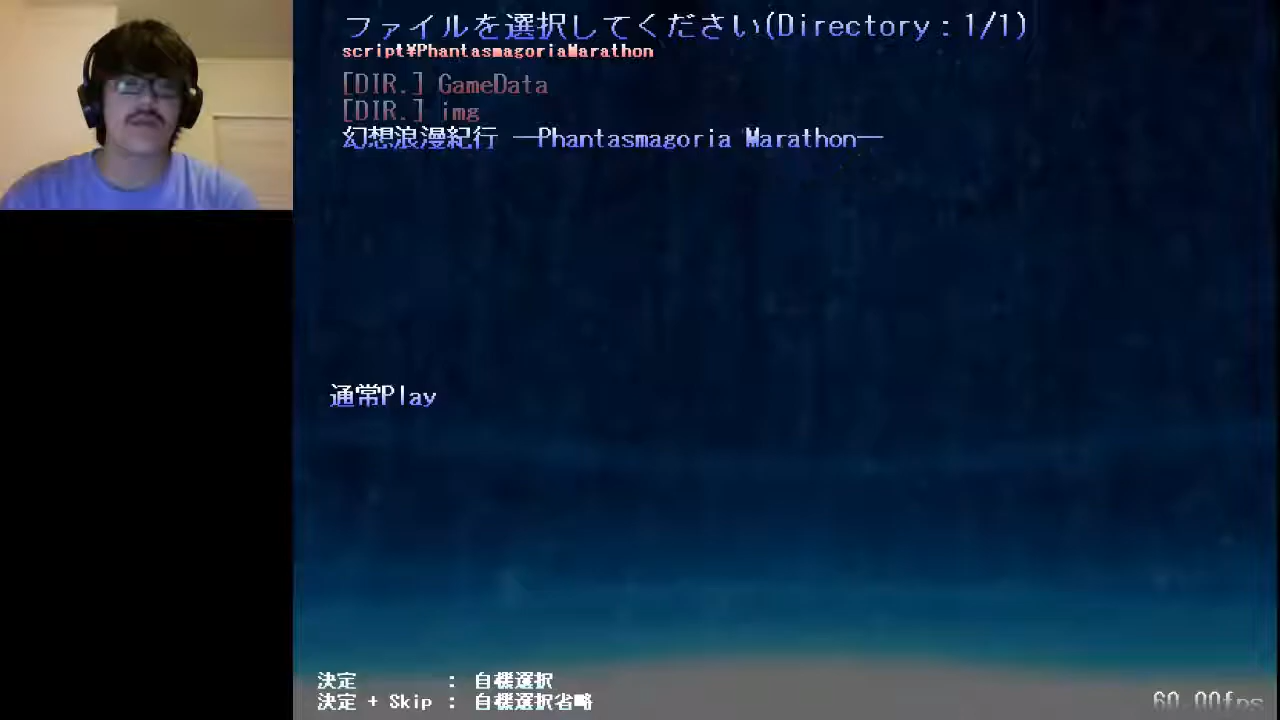 ファイルを選択してください(Directory : 1/1)
script¥PhantasmagoriaMarathon
[DIR.] GameData
[DIR.] img
幻想浪漫紀行 ―Phantasmagoria Marathon―
通常Play
決定 : 自機選択
決定 + Skip : 自機選択省略
60.00fps